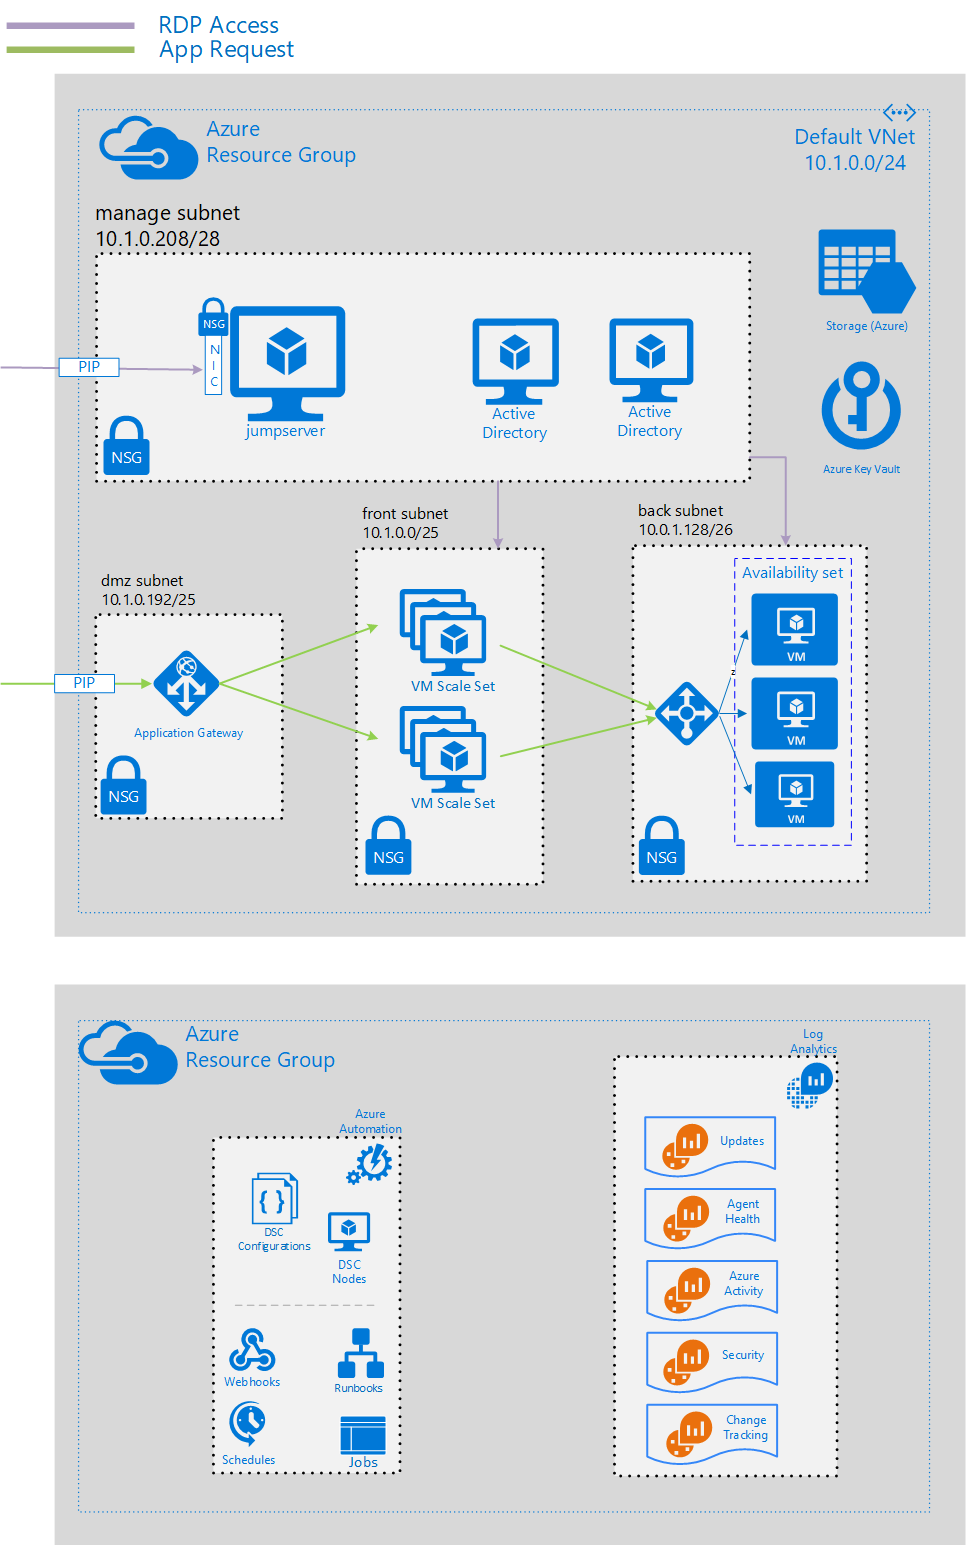 RDP Access
App Request
Azure
Resource Group
Default VNet
10.1.0.0/24
manage subnet
10.1.0.208/28
Storage (Azure)
NSG
N
I
C
PIP
jumpserver
Active
Directory
Active
Directory
NSG
Azure Key Vault
front subnet
10.1.0.0/25
back subnet
10.0.1.128/26
dmz subnet
10.1.0.192/25
Availability set
VM
VM
VM
z
PIP
Application Gateway
NSG
VM Scale Set
VM Scale Set
NSG
NSG
Azure
Resource Group
Log
Analytics
Azure
Automation
{ }
DSC
Configurations
DSC
Nodes
Webhooks
Runbooks
Schedules
Jobs
Updates
Agent
Health
Azure
Activity
Security
Change
Tracking